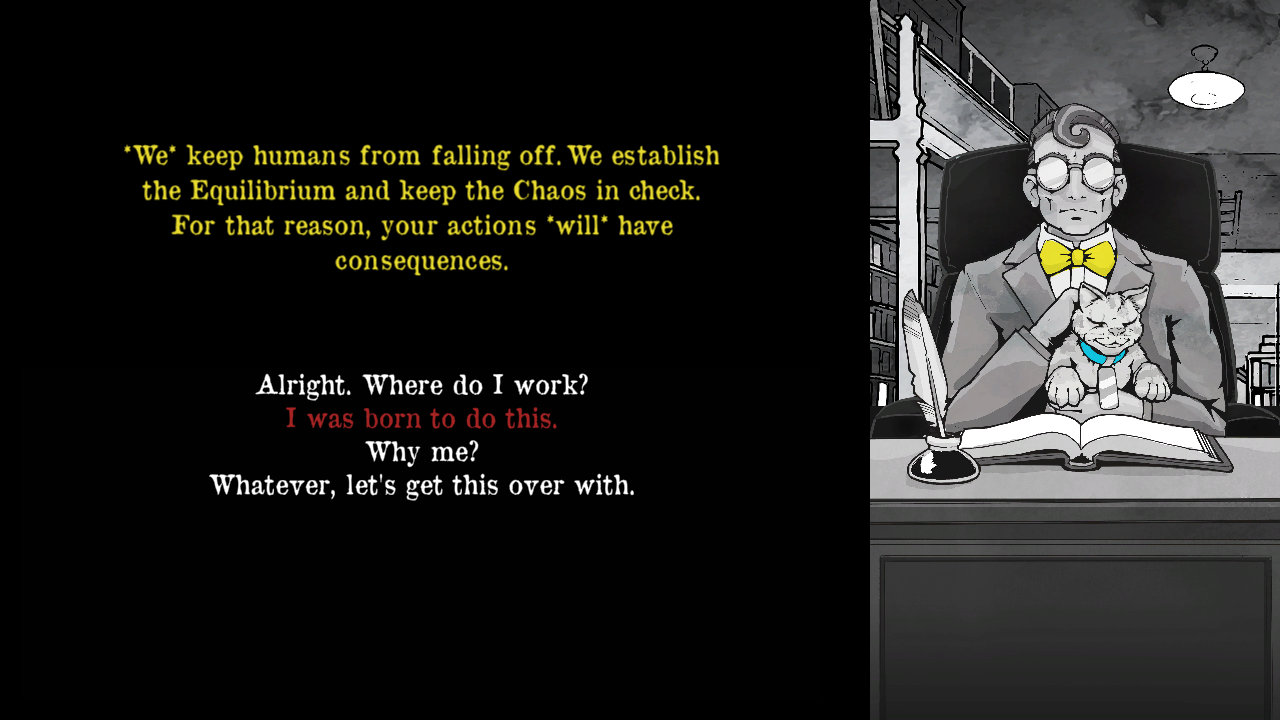 *We* keep humans from falling off. We establish
the Equilibrium and keep the Chaos in check.
For that reason, your actions *will* have
consequences.
Alright. Where do I work?
I was born to do this.
Why me?
Whatever, let's get this over with.